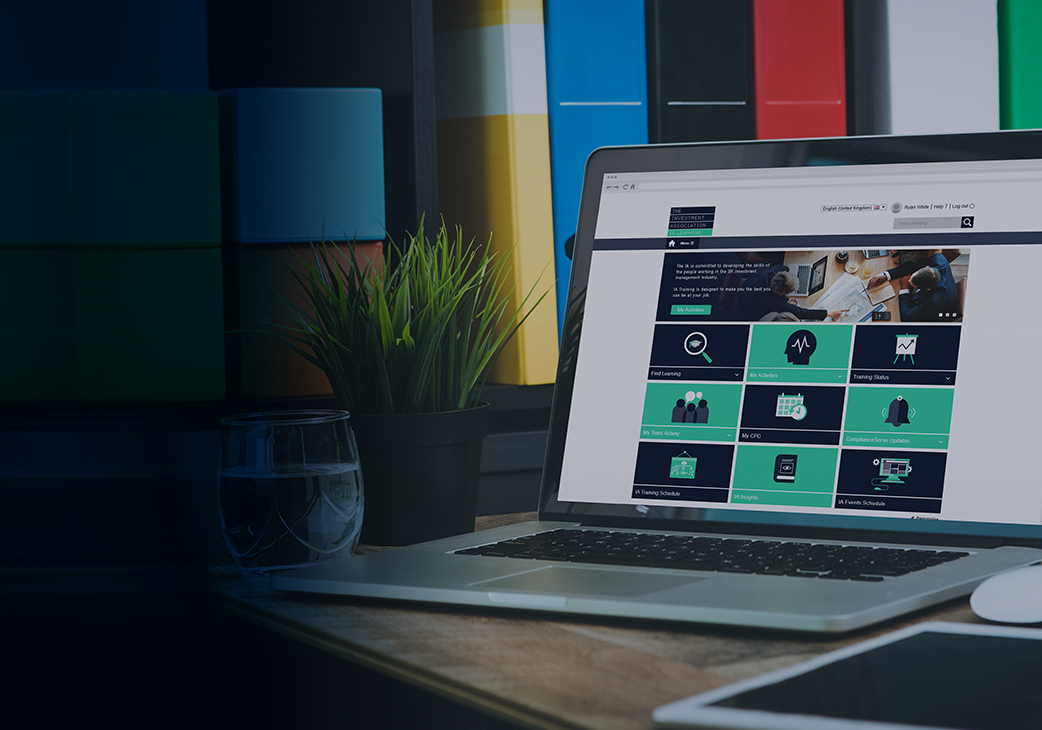 English (United Kingdom)
Ryan White | Help ? | Log out
THE
INVESTMENT
ASSOCIATION
Find Learning
Menu
The IA is committed to developing the skills of
the people working in the UK investment
management industry.
IA Training is designed to make you the best you
can be at your job.
My Activities
Find Learning
My Activities
Training Status
My Team Activity
My CPD
ComplianceServe Updates
IA Training Schedule
IA Insights
IA Events Schedule